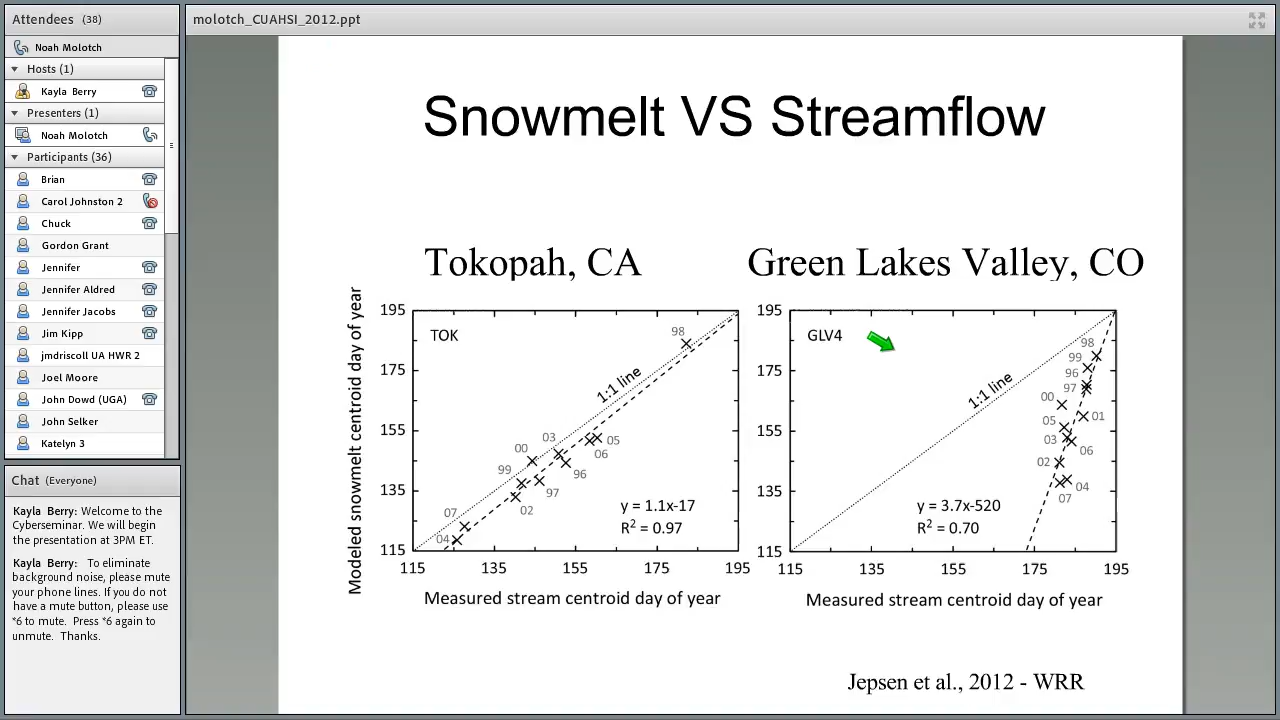 Attendees (38)
Noah Molotch
Hosts (1)
Kayla Berry
Presenters (1)
Noah Molotch
Participants (36)
Brian
Carol Johnston 2
Chuck
Gordon Grant
Jennifer
Jennifer Aldred
Jennifer Jacobs
Jim Kipp
jmdriscoll UA HWR 2
Joel Moore
John Dowd (UGA)
John Selker
Katelyn 3
Chat (Everyone)
Kayla Berry: Welcome to the
Cyberseminar. We will begin
the presentation at 3PM ET.
Kayla Berry: To eliminate
background noise, please mute
your phone lines. If you do not
have a mute button, please use
*6 to mute. Press *6 again to
unmute. Thanks.
molotch_CUAHSI_2012.ppt
Snowmelt VS Streamflow
Tokopah, CA
Modeled snowmelt centroid day of year
195
175
155
135
115
TOK
98
1:1 line
03
05
00
06
99
96
97
02
07
04
y = 1.1x-17
R² = 0.97
115 135 155 175 195
Measured stream centroid day of year
Green Lakes Valley, CO
195
175
155
135
115
GLV4
98
99
1:1 line
96
97
00
01
05
03
06
02
04
07
y = 3.7x-520
R² = 0.70
115 135 155 175 195
Measured stream centroid day of year
Jepsen et al., 2012 - WRR